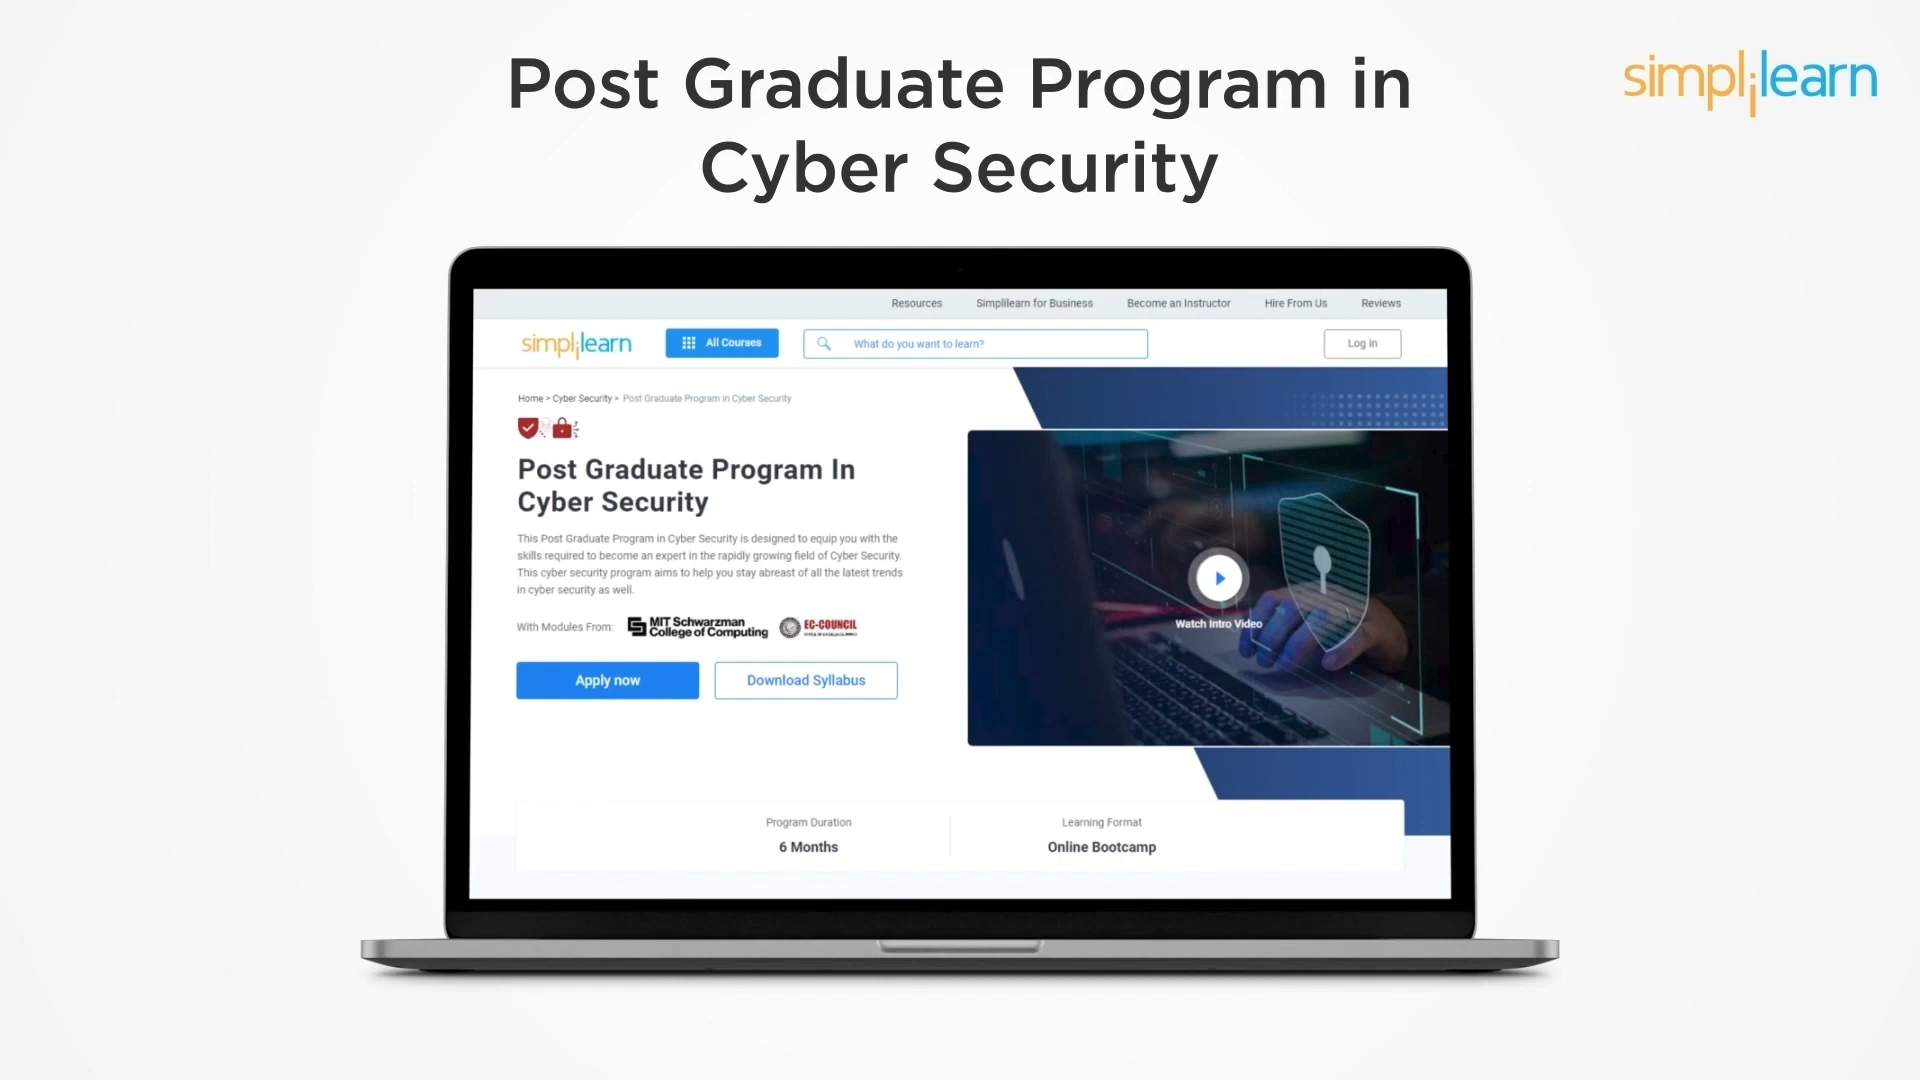 Post Graduate Program in
Cyber Security
simplilearn
Resources Simplilearn for Business Become an Instructor Hire From Us Reviews
simplilearn All Courses What do you want to learn? Log in
Home > Cyber Security > Post Graduate Program in Cyber Security
Post Graduate Program In
Cyber Security
This Post Graduate Program in Cyber Security is designed to equip you with the
skills required to become an expert in the rapidly growing field of Cyber Security.
This cyber security program aims to help you stay abreast of all the latest trends
in cyber security as well.
With Modules From: MIT Schwarzman
College of Computing
EC-COUNCIL
Apply now Download Syllabus
Watch Intro Video
Program Duration
6 Months
Learning Format
Online Bootcamp